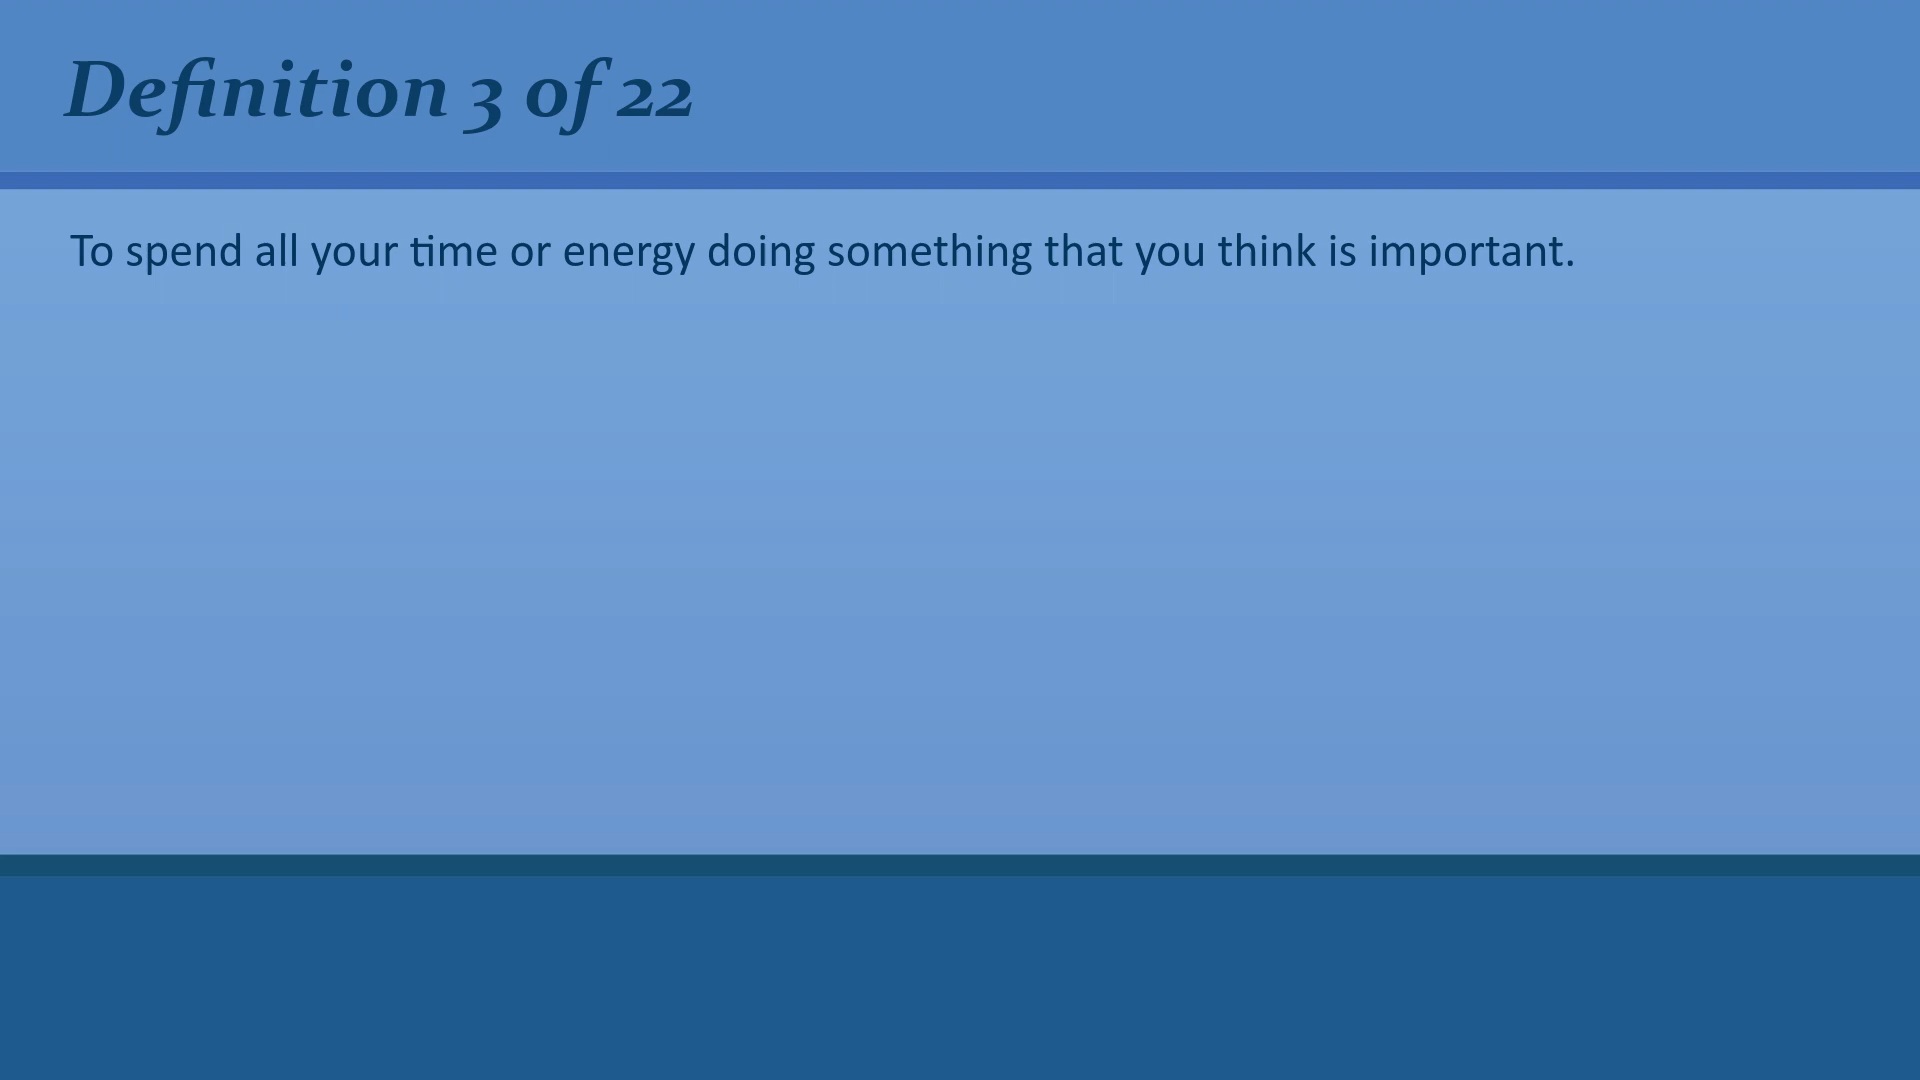 Definition 3 of 22
To spend all your time or energy doing something that you think is important.